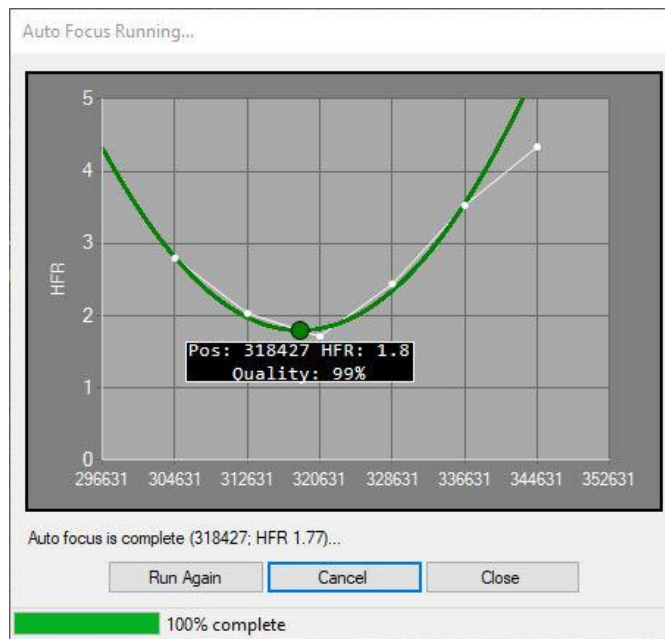 Auto Focus Running...
5
4
3
2
1
0
HFR
Pos: 318427 HFR: 1.8
Quality: 99%
296631 304631 312631 320631 328631 336631 344631 352631
Auto focus is complete (318427; HFR 1.77)...
Run Again Cancel Close
100% complete